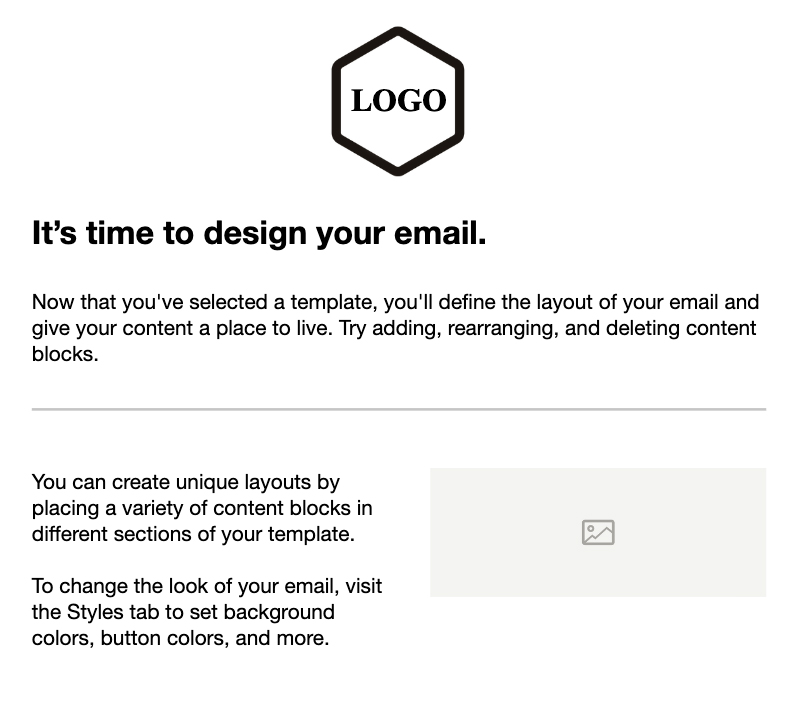 LOGO
It’s time to design your email.
Now that you've selected a template, you'll define the layout of your email and
give your content a place to live. Try adding, rearranging, and deleting content
blocks.
You can create unique layouts by
placing a variety of content blocks in
different sections of your template.
To change the look of your email, visit
the Styles tab to set background
colors, button colors, and more.